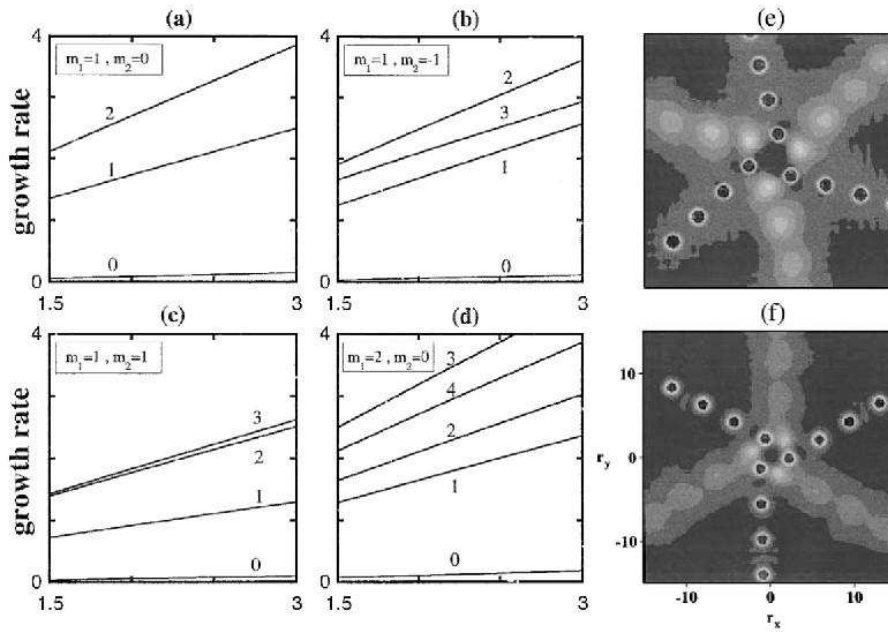 (a)
(b)
(e)
growth rate
4
0
1.5
3
m1=1 , m2=0
2
1
0
4
0
1.5
3
m1=1 , m2=-1
2
3
1
0
(c)
(d)
(f)
growth rate
4
0
1.5
3
m1=1 , m2=1
3
2
1
0
4
0
1.5
3
m1=2 , m2=0
3
4
2
1
0
10
0
-10
ry
-10
0
10
rx